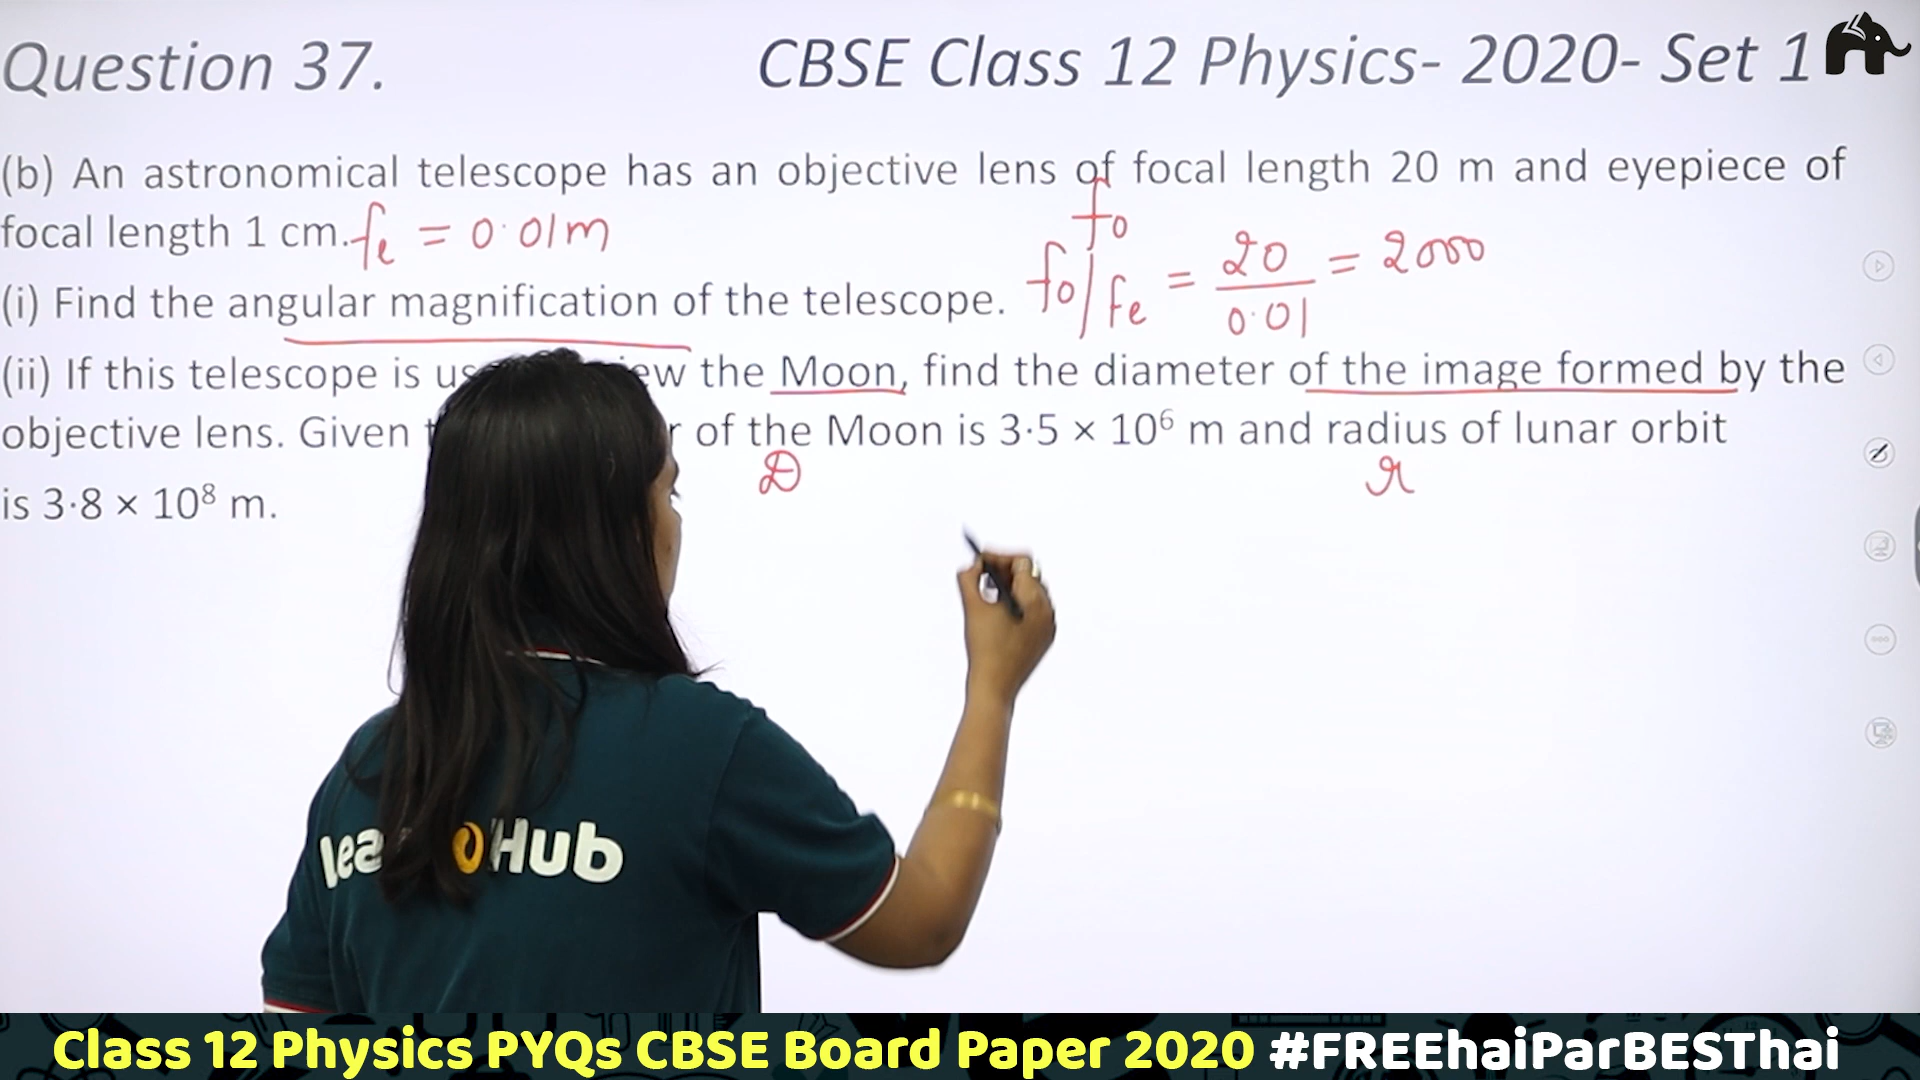 Question 37.
CBSE Class 12 Physics- 2020- Set 1
(b) An astronomical telescope has an objective lens of focal length 20 m and eyepiece of
fo
focal length 1 cm. fe = 0.01m
(i) Find the angular magnification of the telescope. fo/fe = 20/0.01 = 2000
(ii) If this telescope is us ew the Moon, find the diameter of the image formed by the
objective lens. Given r of the Moon is 3·5 × 10⁶ m and radius of lunar orbit
D r
is 3·8 × 10⁸ m.
lea Hub
Class 12 Physics PYQs CBSE Board Paper 2020 #FREEhaiParBESThai